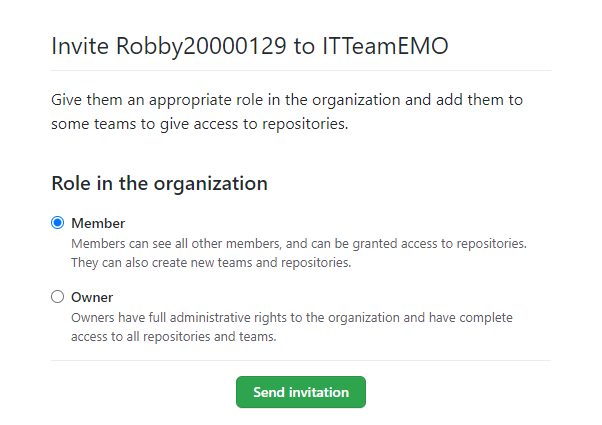 Invite Robby20000129 to ITTeamEMO
Give them an appropriate role in the organization and add them to
some teams to give access to repositories.
Role in the organization
Member
Members can see all other members, and can be granted access to repositories.
They can also create new teams and repositories.
Owner
Owners have full administrative rights to the organization and have complete
access to all repositories and teams.
Send invitation